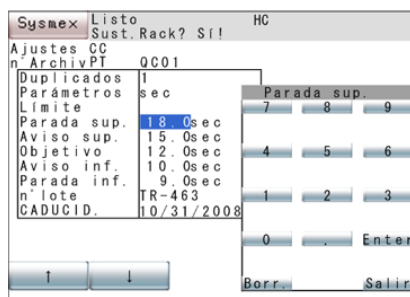 Sysmex
Listo HC
Sust.Rack? Sí!
Ajustes CC
n°ArchivPT QC01
Duplicados 1
Parámetros sec
Límite
Parada sup. 18.0sec
Aviso sup. 15.0sec
Objetivo 12.0sec
Aviso inf. 10.0sec
Parada inf. 9.0sec
n°lote TR-463
CADUCID. 10/31/2008
Parada sup.
7 8 9
4 5 6
1 2 3
0 . Enter
Borr. Salir
↑ ↓